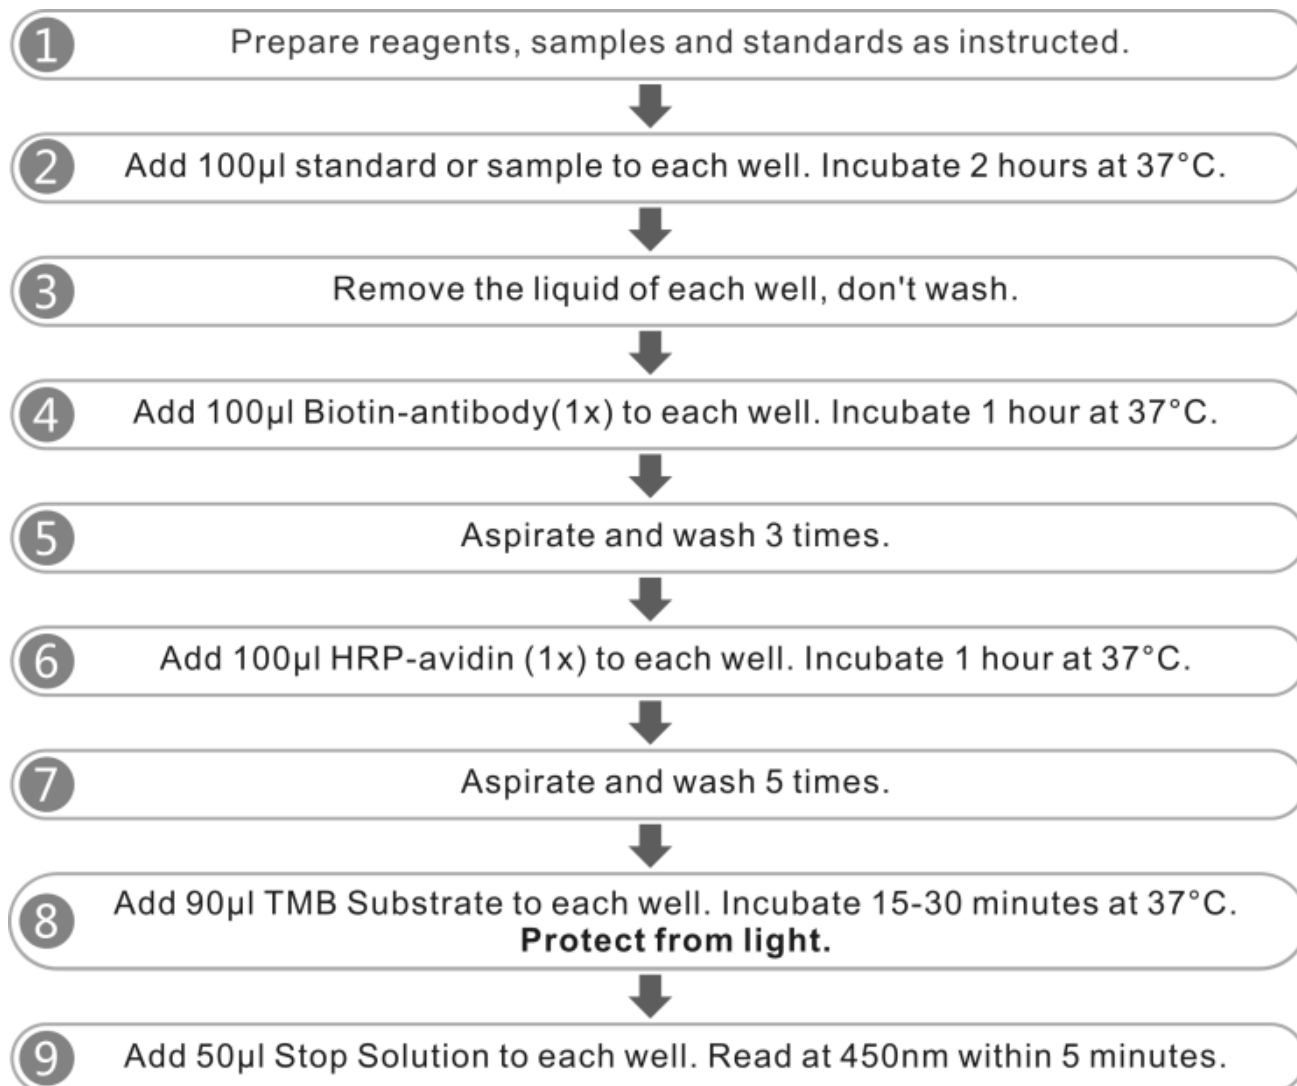 1 Prepare reagents, samples and standards as instructed.
2 Add 100µl standard or sample to each well. Incubate 2 hours at 37°C.
3 Remove the liquid of each well, don't wash.
4 Add 100µl Biotin-antibody(1x) to each well. Incubate 1 hour at 37°C.
5 Aspirate and wash 3 times.
6 Add 100µl HRP-avidin (1x) to each well. Incubate 1 hour at 37°C.
7 Aspirate and wash 5 times.
8 Add 90µl TMB Substrate to each well. Incubate 15-30 minutes at 37°C.
Protect from light.
9 Add 50µl Stop Solution to each well. Read at 450nm within 5 minutes.